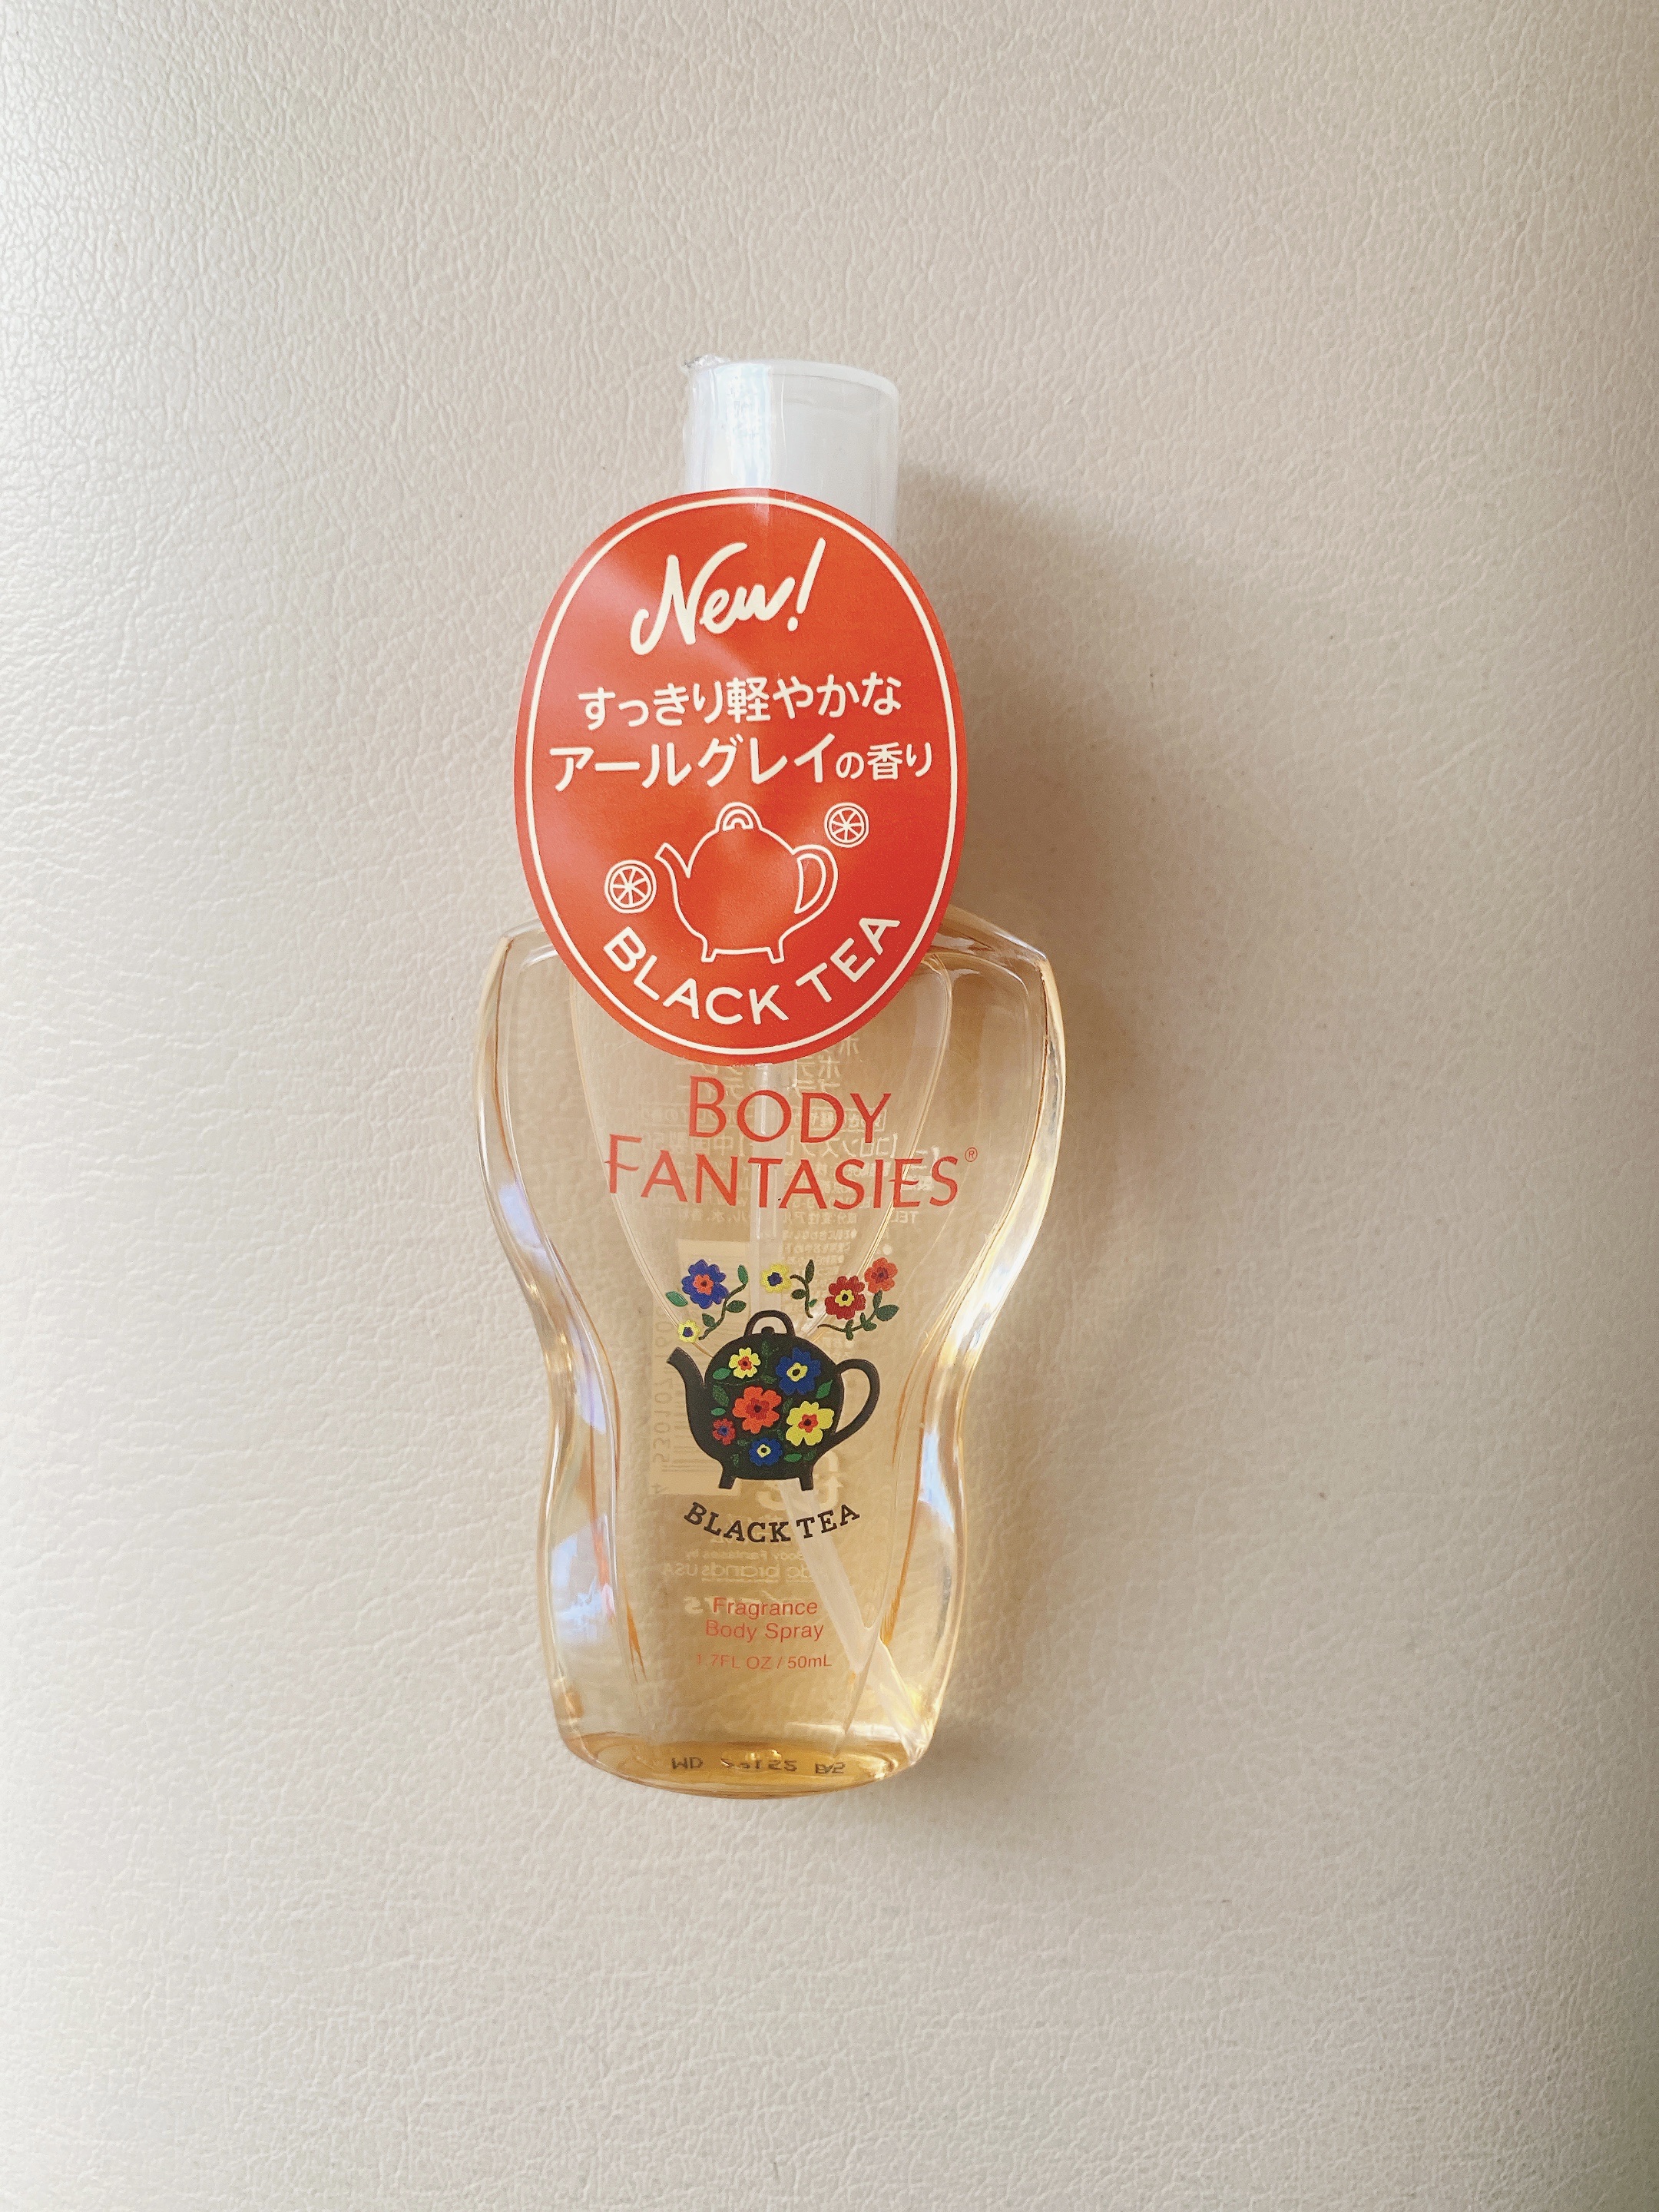 New!
すっきり軽やかな
アールグレイの香り
BLACK TEA
BODY
FANTASIES®
BLACK TEA
Fragrance
Body Spray
1.7FL OZ / 50mL